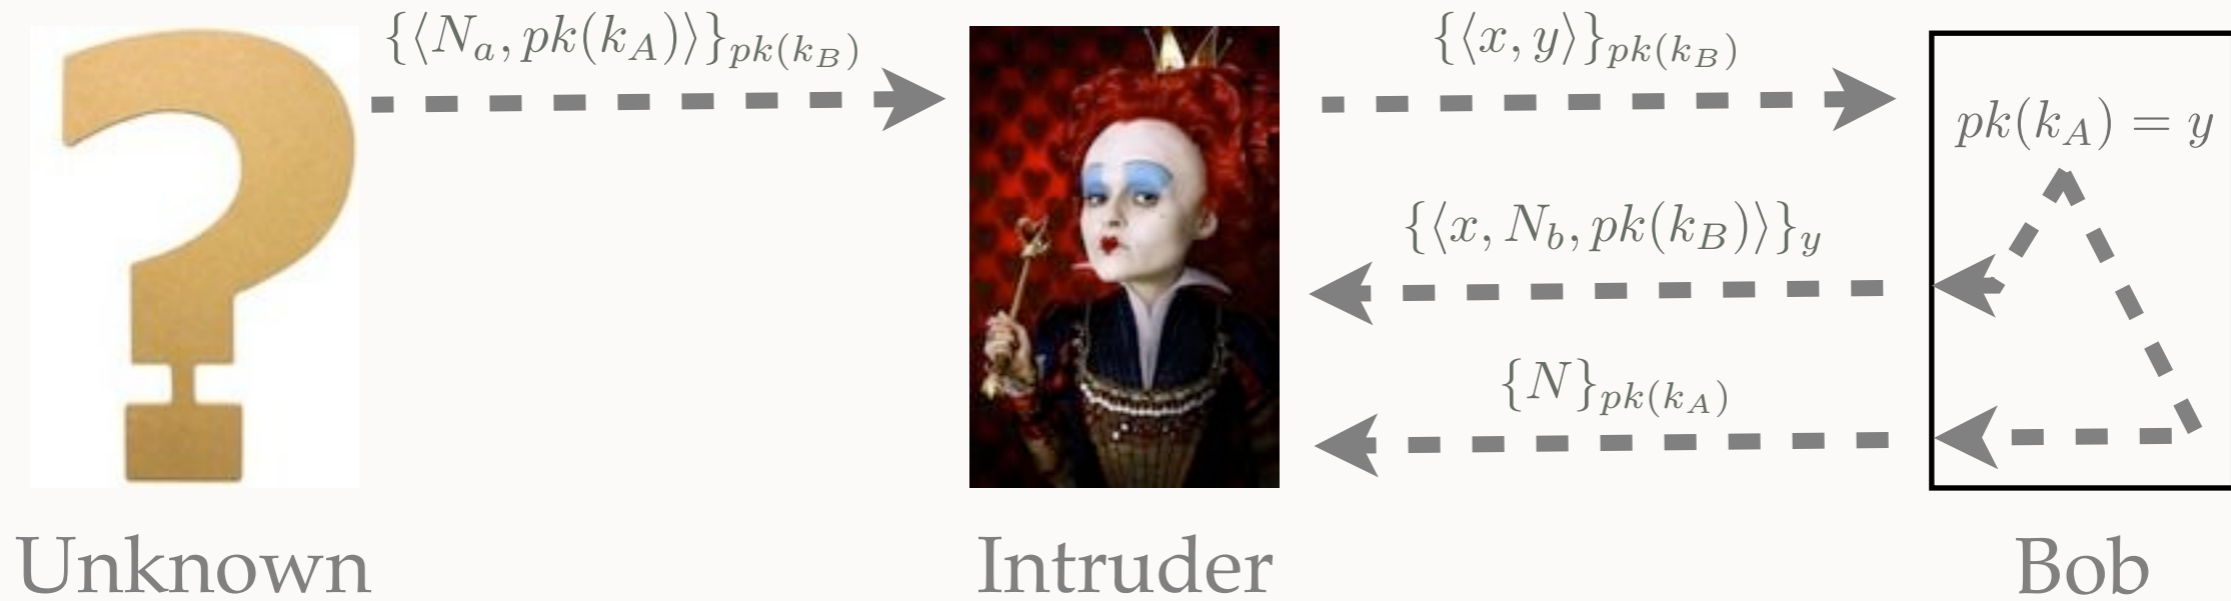 {⟨N_a, pk(k_A)⟩}_{pk(k_B)}
{⟨x, y⟩}_{pk(k_B)}
pk(k_A) = y
{⟨x, N_b, pk(k_B)⟩}_y
{N}_{pk(k_A)}
Unknown
Intruder
Bob